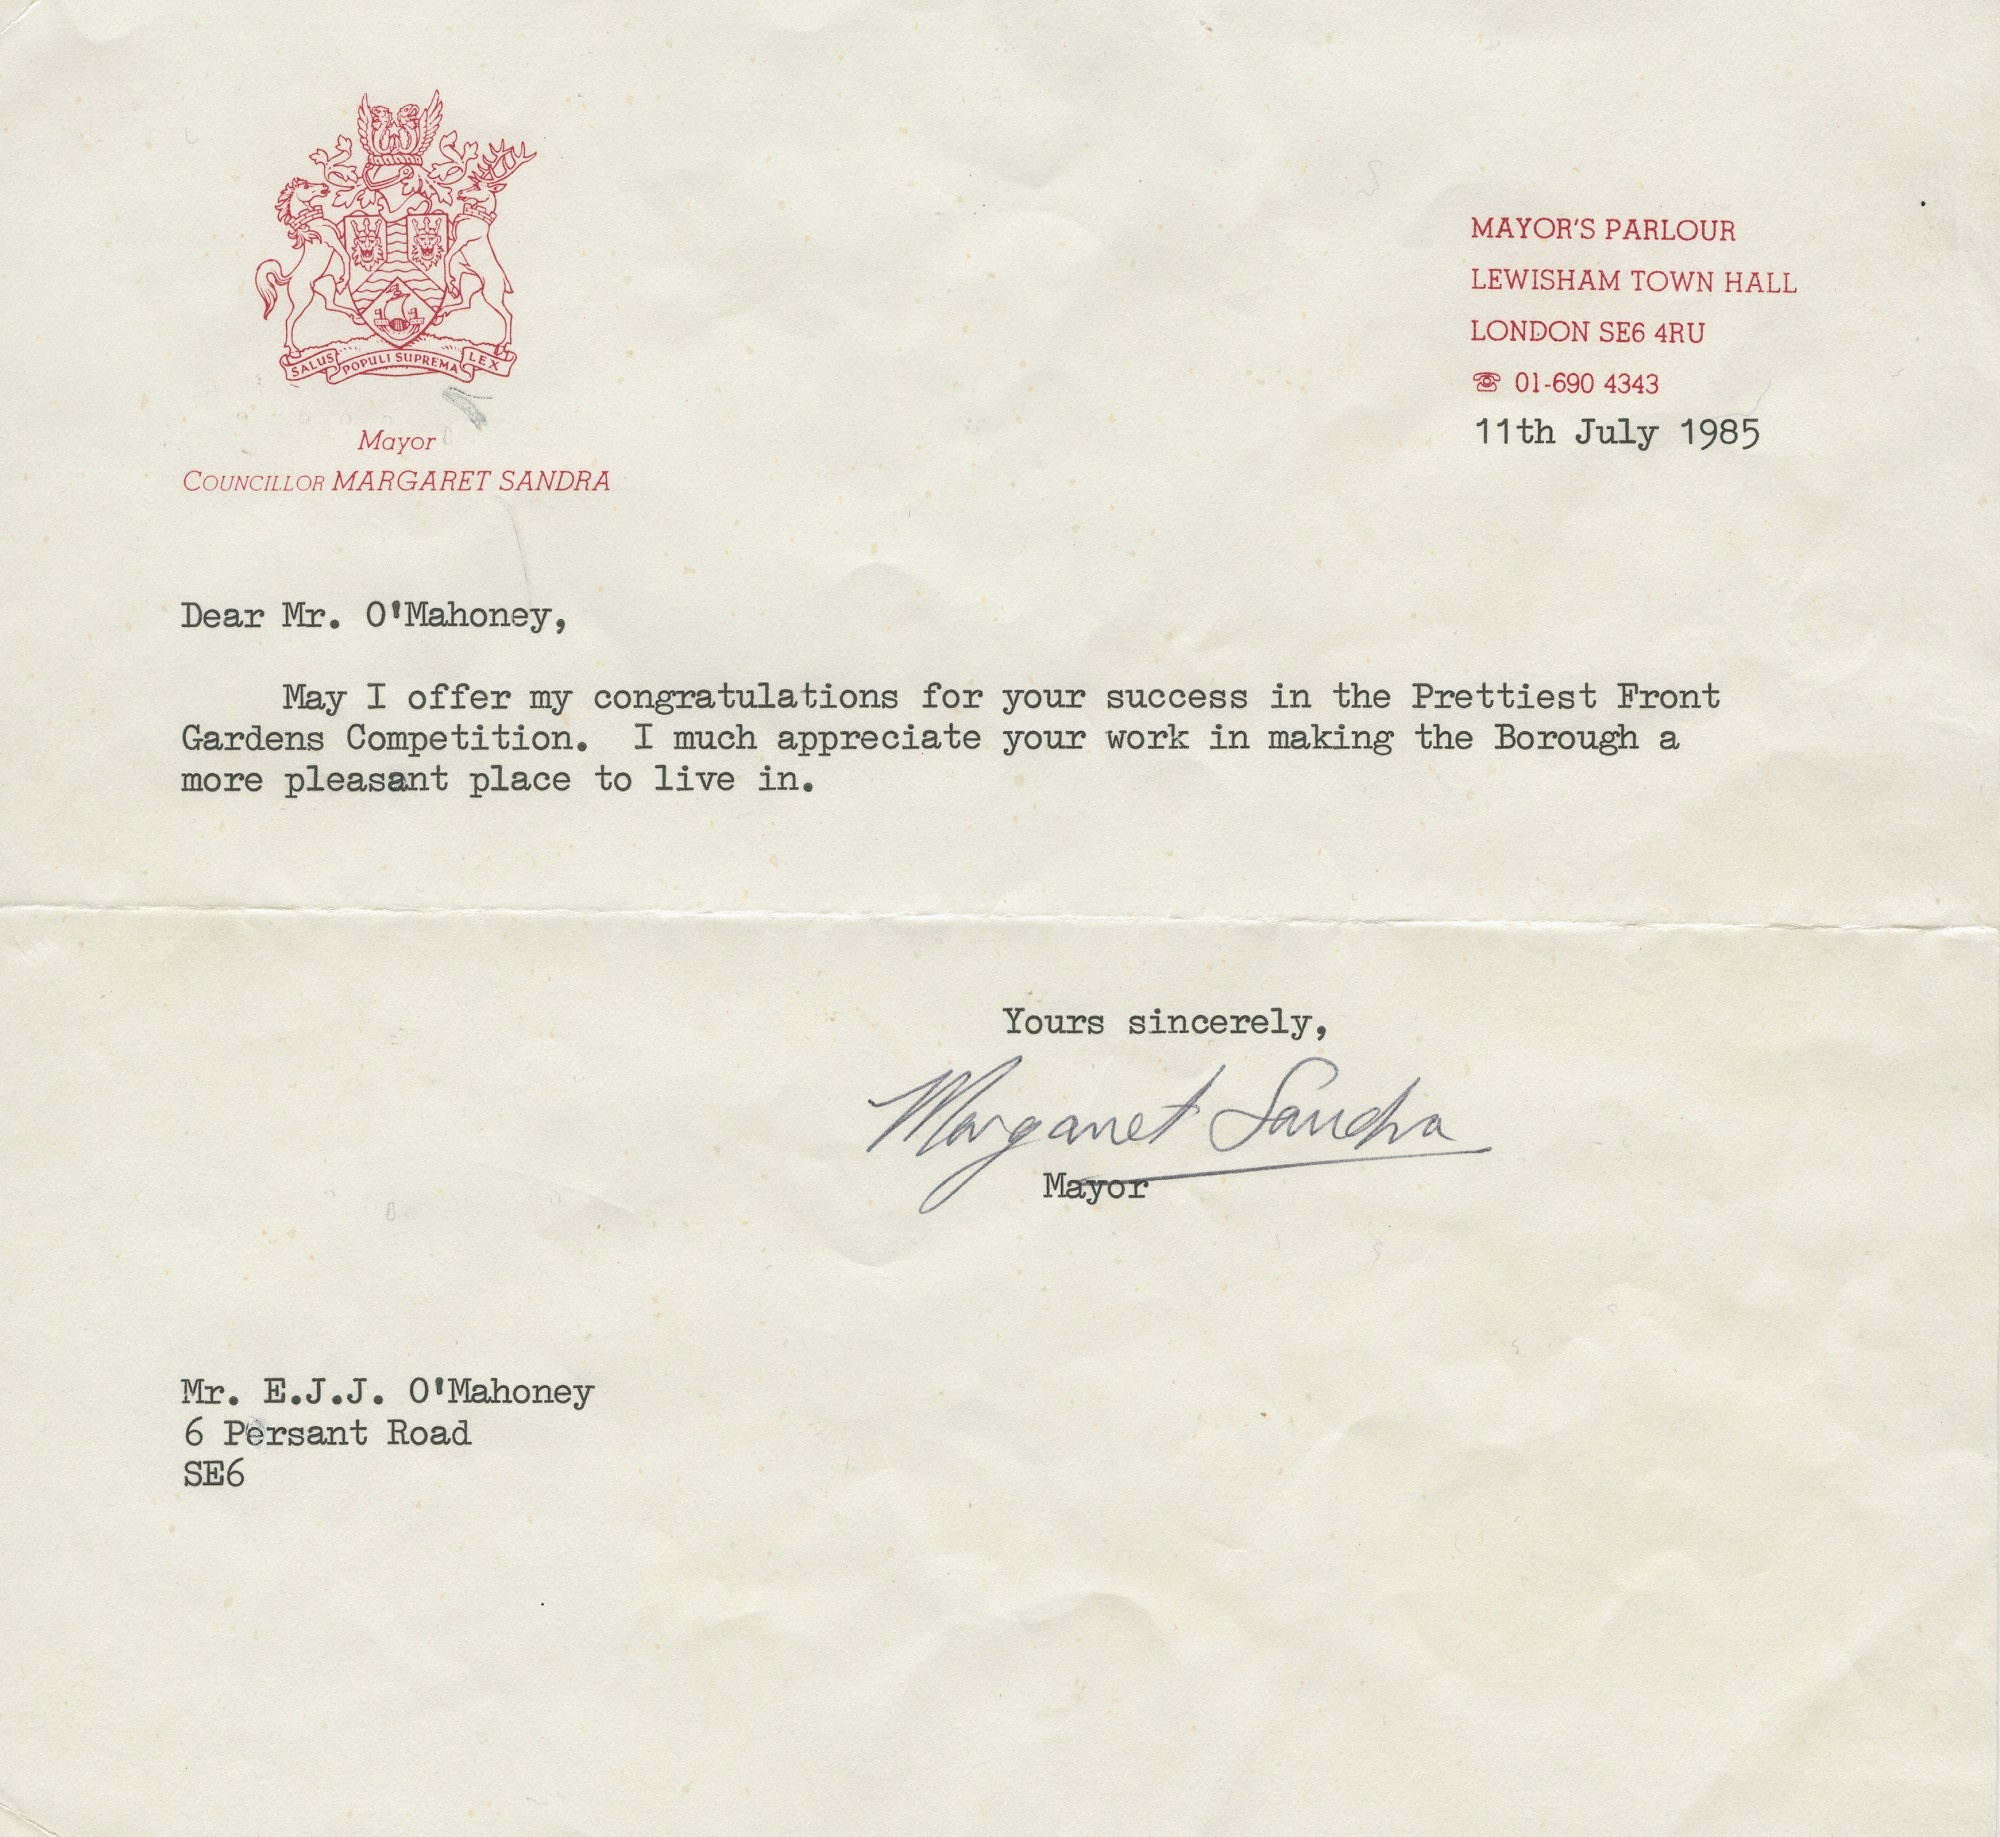 SALUS POPULI SUPREMA LEX
Mayor
COUNCILLOR MARGARET SANDRA
MAYOR'S PARLOUR
LEWISHAM TOWN HALL
LONDON SE6 4RU
☎ 01-690 4343
11th July 1985
Dear Mr. O'Mahoney,
May I offer my congratulations for your success in the Prettiest Front
Gardens Competition. I much appreciate your work in making the Borough a
more pleasant place to live in.
Yours sincerely,
Margaret Sandra
Mayor
Mr. E.J.J. O'Mahoney
6 Persant Road
SE6